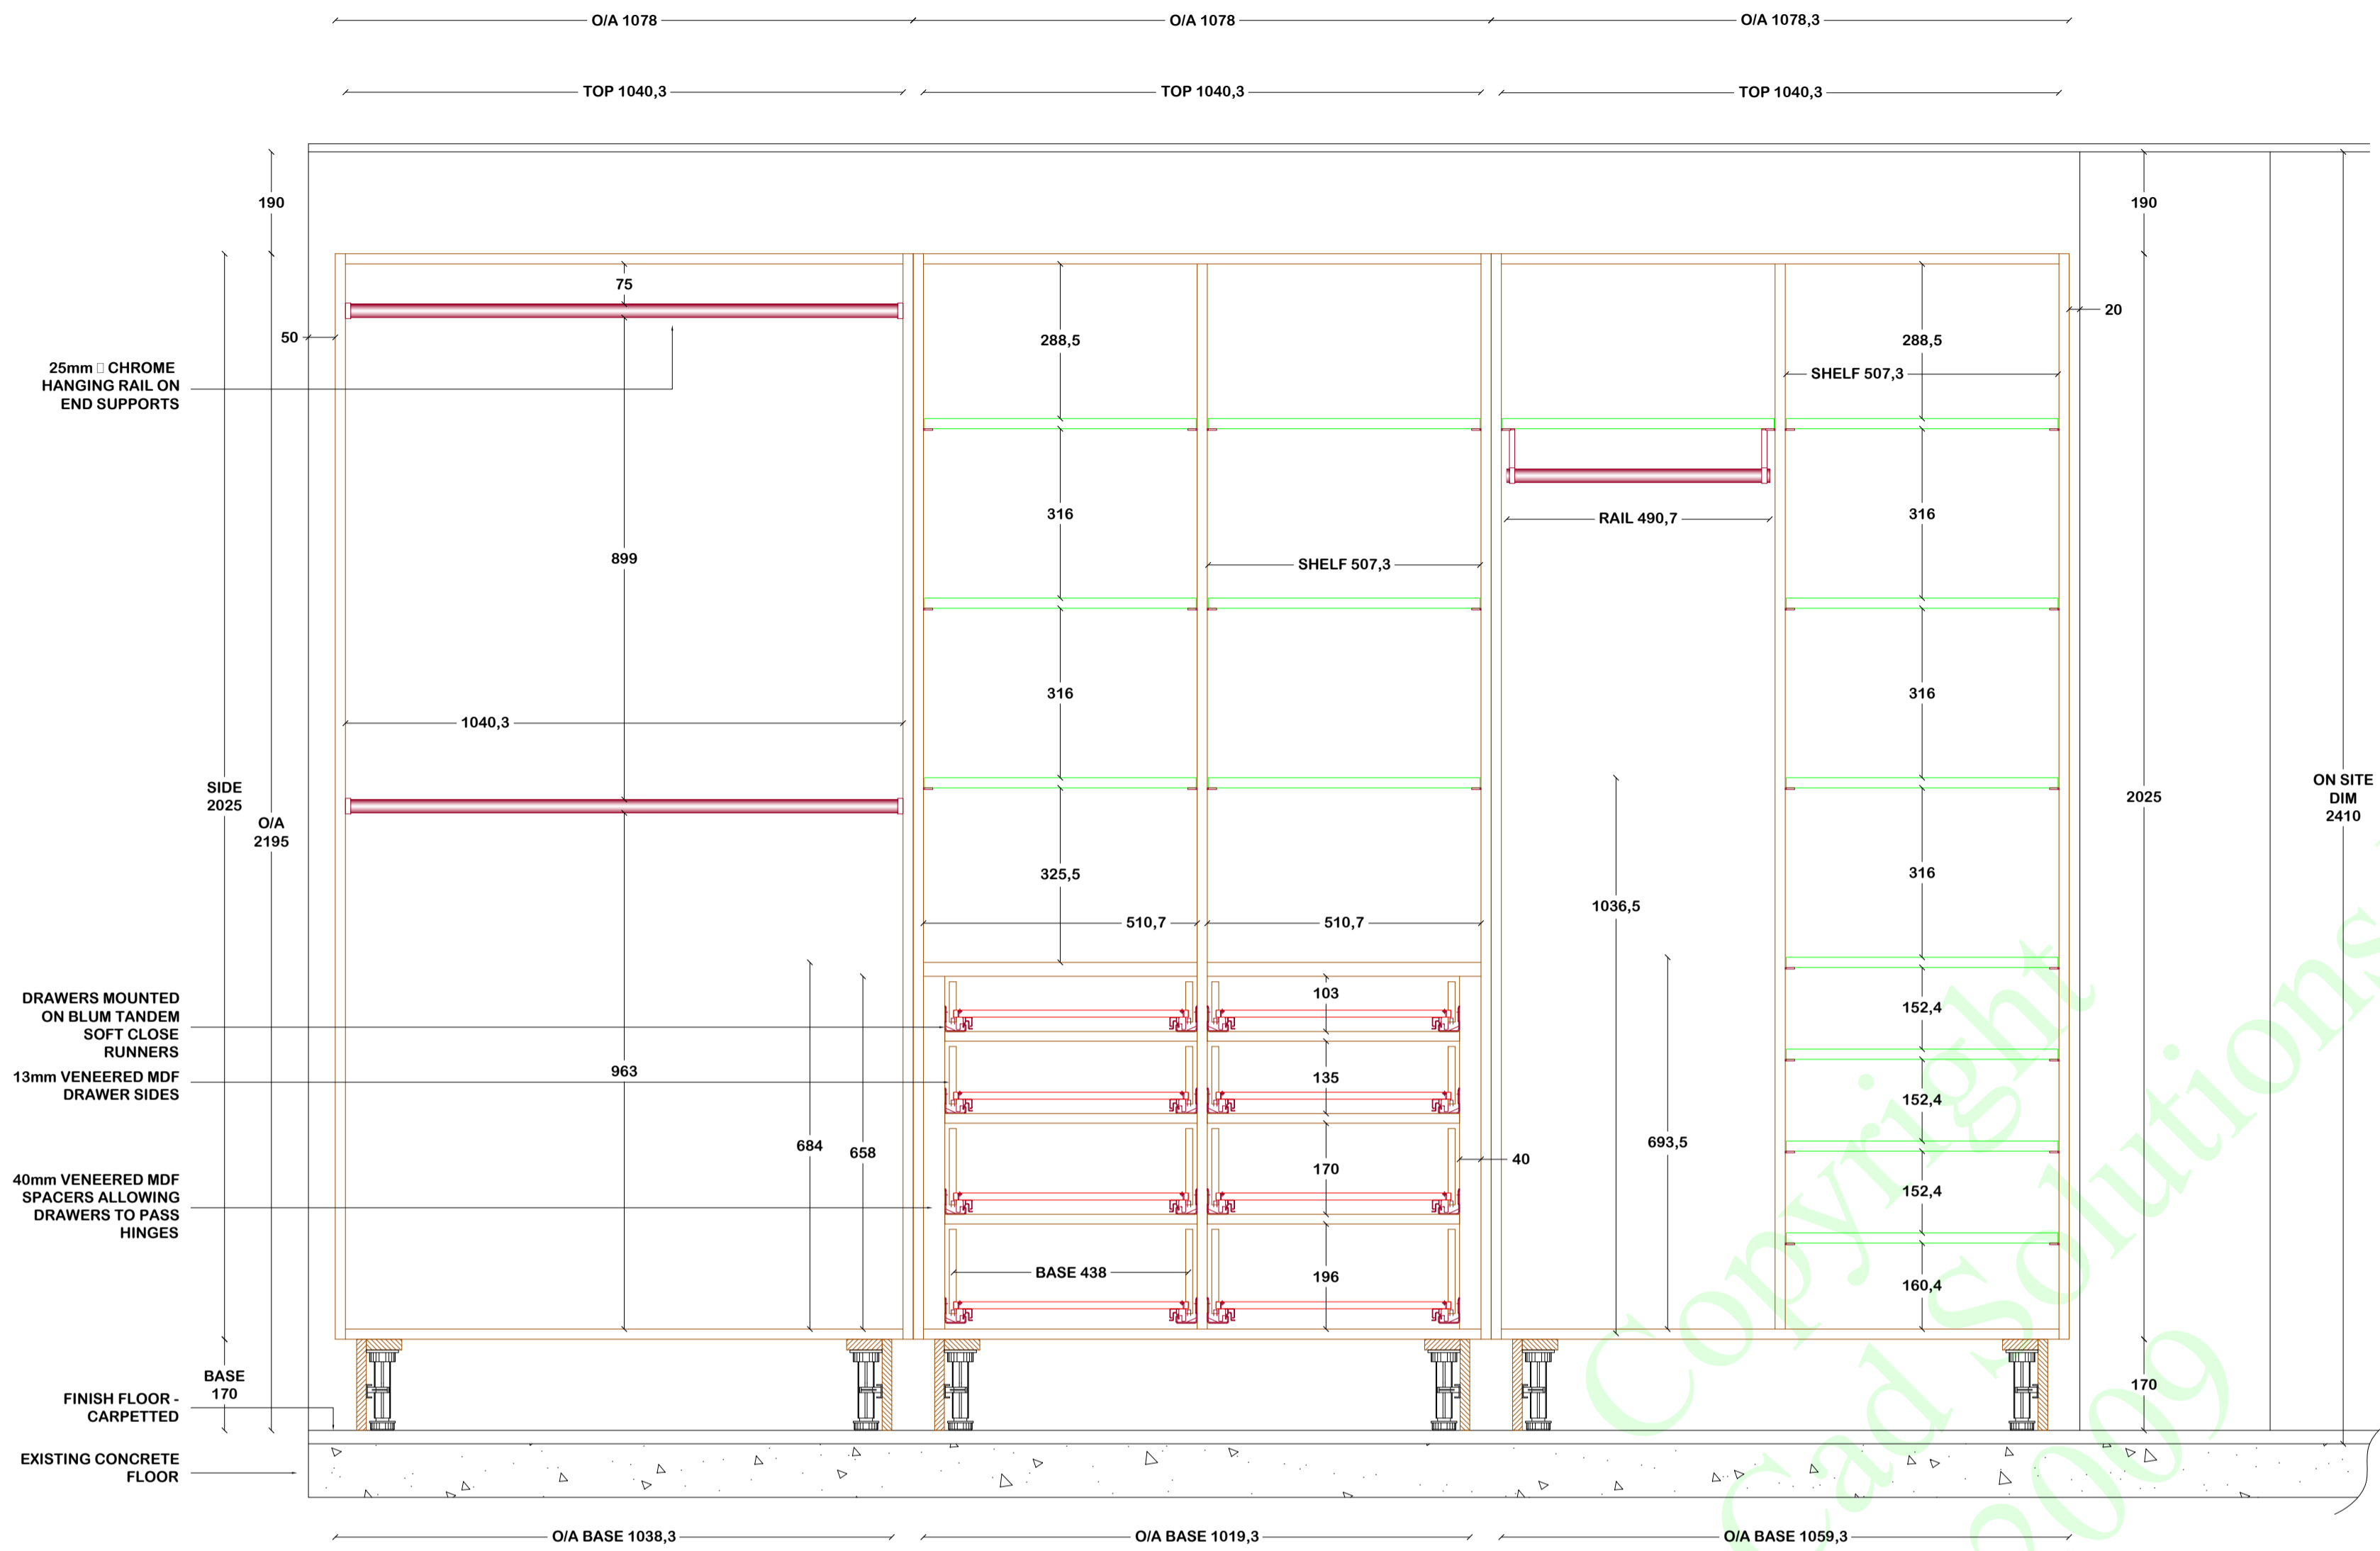 O/A 1078
O/A 1078
O/A 1078,3
TOP 1040,3
TOP 1040,3
TOP 1040,3
190
190
75
50
20
288,5
288,5
25mm □ CHROME
HANGING RAIL ON
END SUPPORTS
SHELF 507,3
316
RAIL 490,7
316
899
SHELF 507,3
316
316
1040,3
SIDE
2025
O/A
2195
2025
ON SITE
DIM
2410
325,5
316
1036,5
510,7
510,7
DRAWERS MOUNTED
ON BLUM TANDEM
SOFT CLOSE
RUNNERS
103
152,4
13mm VENEERED MDF
DRAWER SIDES
963
135
152,4
684
658
693,5
40
170
152,4
40mm VENEERED MDF
SPACERS ALLOWING
DRAWERS TO PASS
HINGES
BASE 438
196
160,4
BASE
170
170
FINISH FLOOR -
CARPETTED
EXISTING CONCRETE
FLOOR
O/A BASE 1038,3
O/A BASE 1019,3
O/A BASE 1059,3
Copyright
Cad Solutions
2009